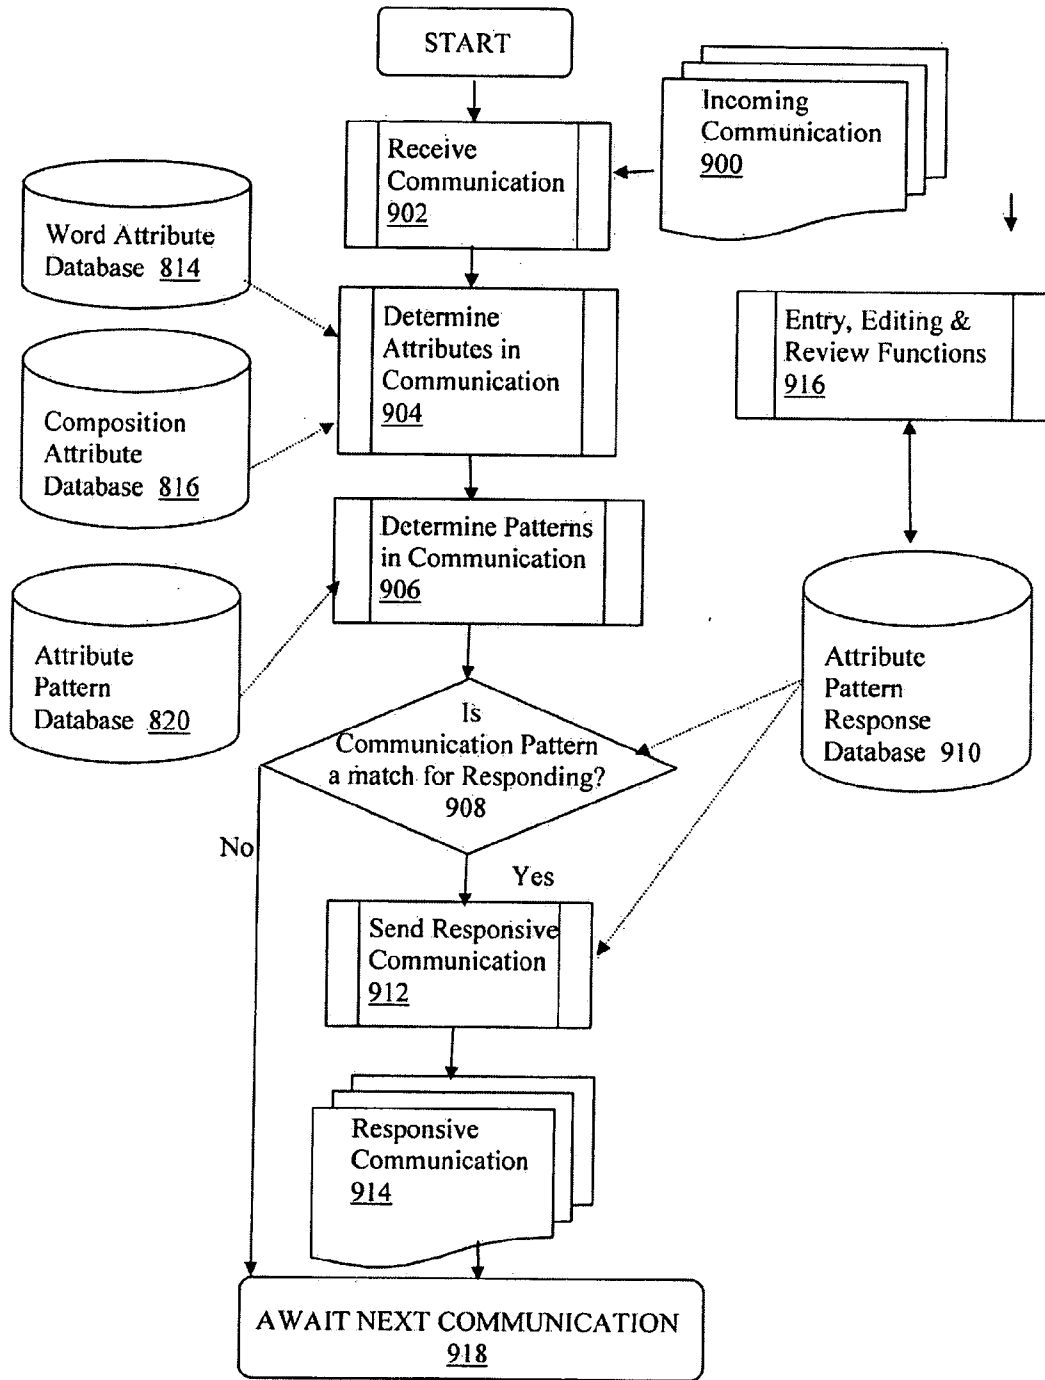 START
Incoming
Communication
900
Receive
Communication
902
Word Attribute
Database 814
Determine
Attributes in
Communication
904
Entry, Editing &
Review Functions
916
Composition
Attribute
Database 816
Determine Patterns
in Communication
906
Attribute
Pattern
Database 820
Attribute
Pattern
Response
Database 910
Is
Communication Pattern
a match for Responding?
908
No
Yes
Send Responsive
Communication
912
Responsive
Communication
914
AWAIT NEXT COMMUNICATION
918